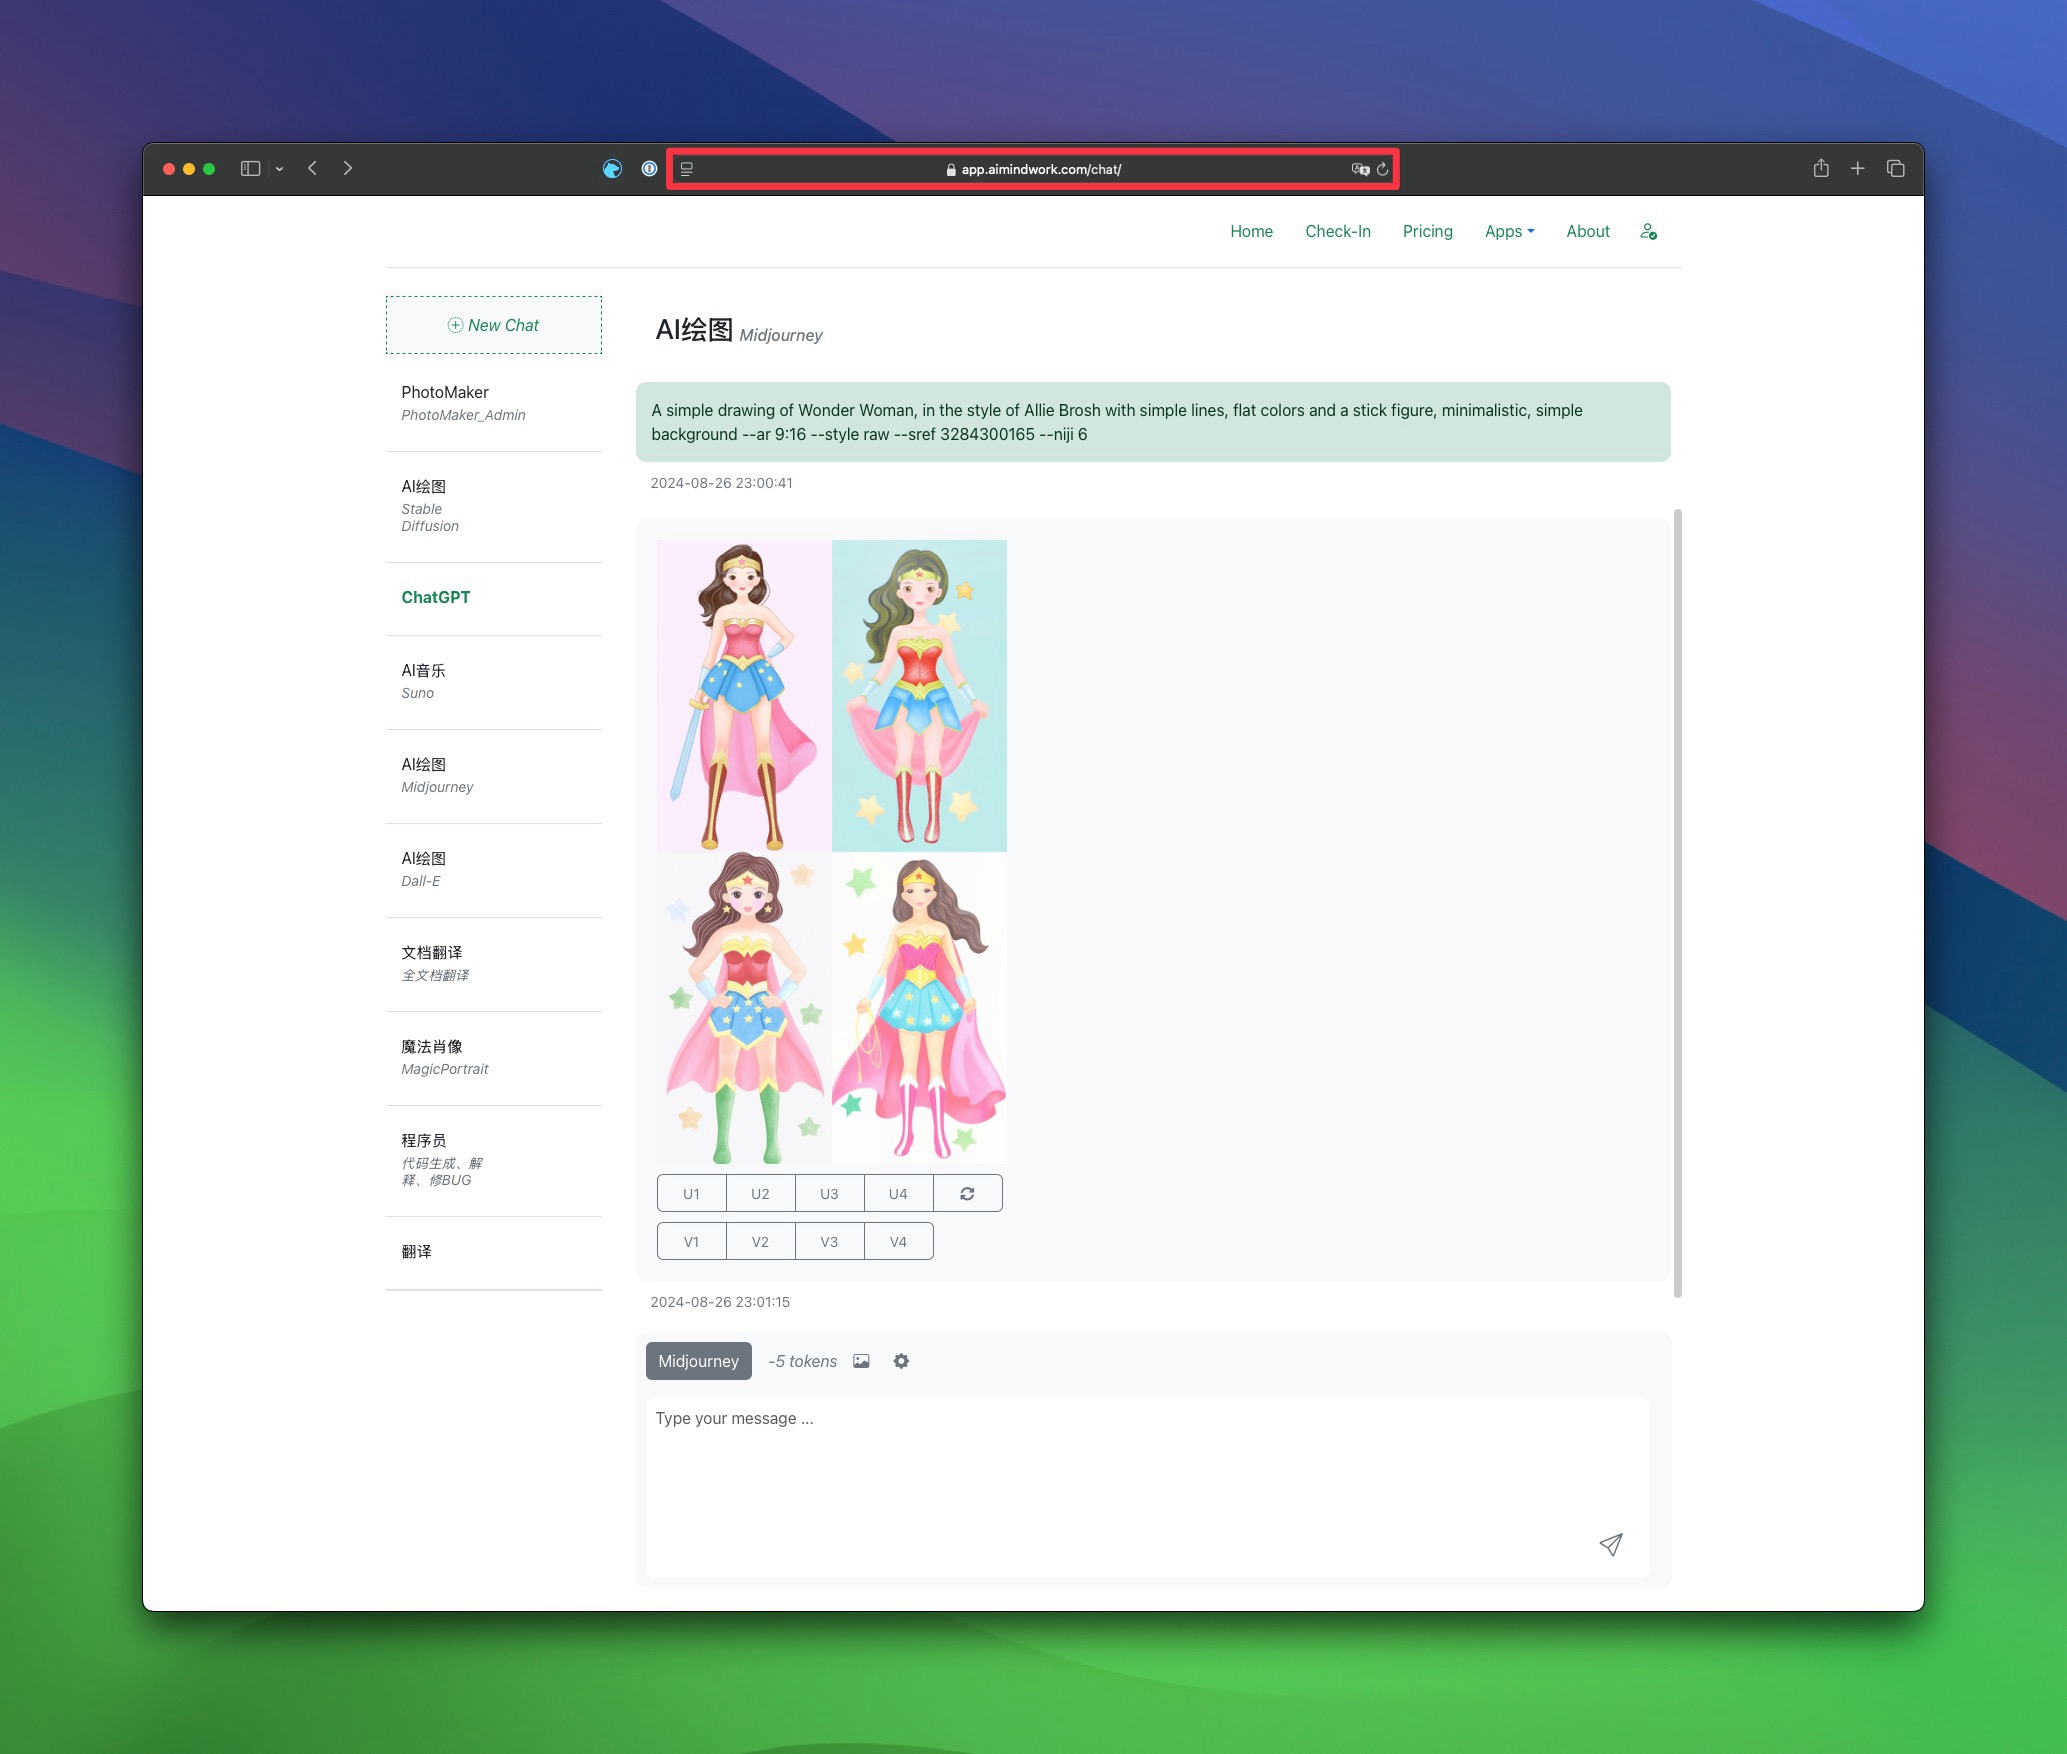 app.aimindwork.com/chat/
Home Check-In Pricing Apps About
New Chat
PhotoMaker
PhotoMaker_Admin
AI绘图
Stable
Diffusion
ChatGPT
AI音乐
Suno
AI绘图
Midjourney
AI绘图
Dall-E
文档翻译
全文档翻译
魔法肖像
MagicPortrait
程序员
代码生成、解
释、修BUG
翻译
AI绘图 Midjourney
A simple drawing of Wonder Woman, in the style of Allie Brosh with simple lines, flat colors and a stick figure, minimalistic, simple
background --ar 9:16 --style raw --sref 3284300165 --niji 6
2024-08-26 23:00:41
U1 U2 U3 U4
V1 V2 V3 V4
2024-08-26 23:01:15
Midjourney -5 tokens
Type your message ...